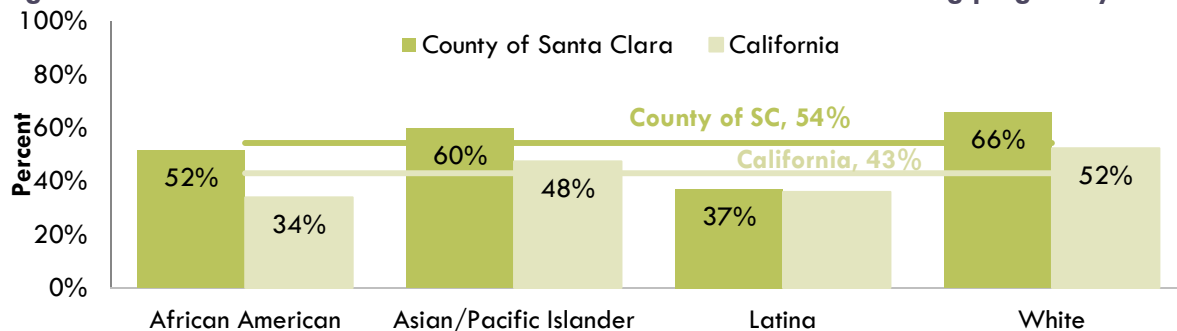 100%
County of Santa Clara California
80%
60%
40%
20%
0%
Percent
County of SC, 54%
California, 43%
52% 34% 60% 48% 37% 66% 52%
African American Asian/Pacific Islander Latina White